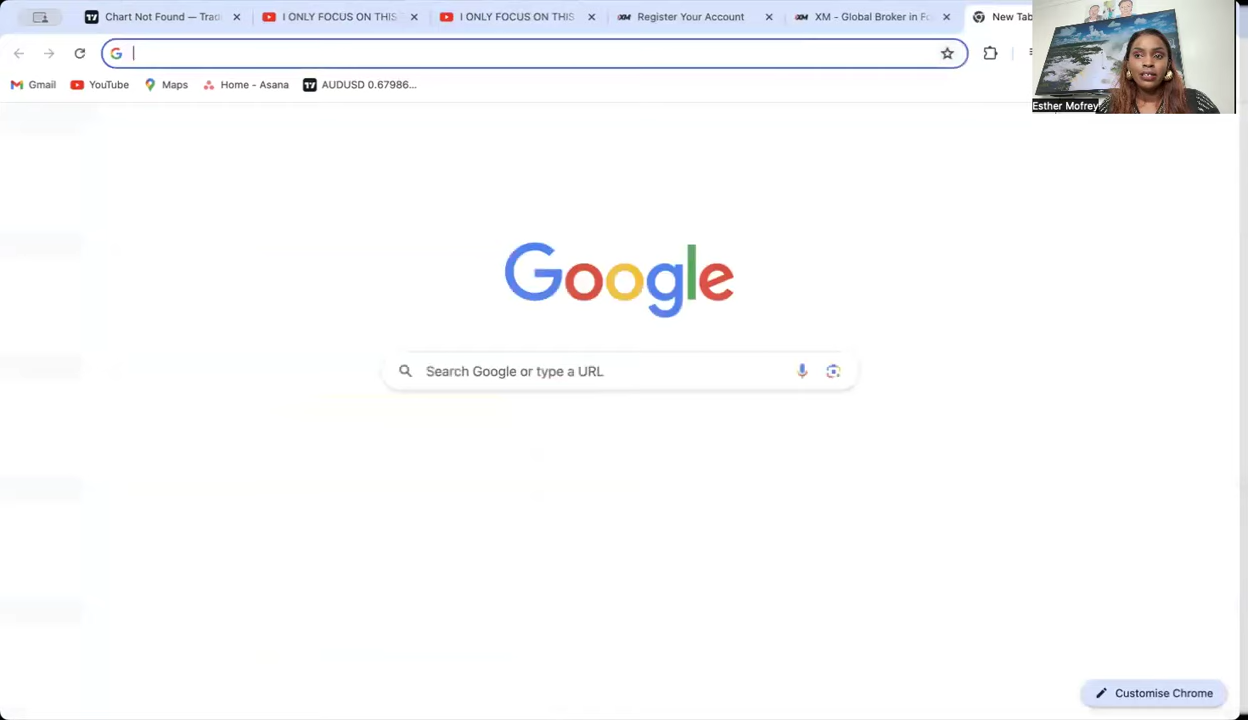 Chart Not Found — Trad
I ONLY FOCUS ON THIS
I ONLY FOCUS ON THIS
Register Your Account
XM - Global Broker in Fo
New Tab
Gmail
YouTube
Maps
Home - Asana
AUDUSD 0.67986...
Esther Mofrey
Google
Search Google or type a URL
Customise Chrome